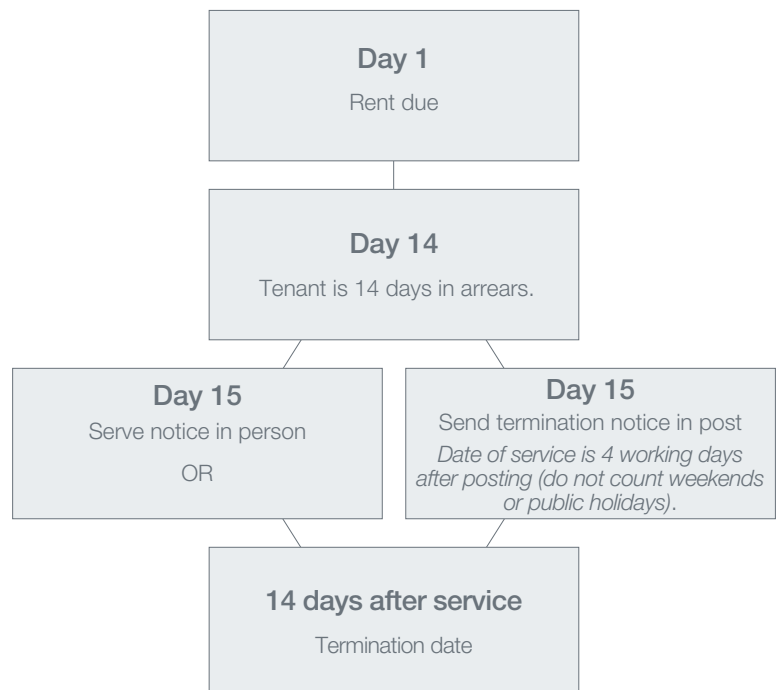 Day 1
Rent due
Day 14
Tenant is 14 days in arrears.
Day 15
Serve notice in person
OR
Day 15
Send termination notice in post
Date of service is 4 working days
after posting (do not count weekends
or public holidays).
14 days after service
Termination date